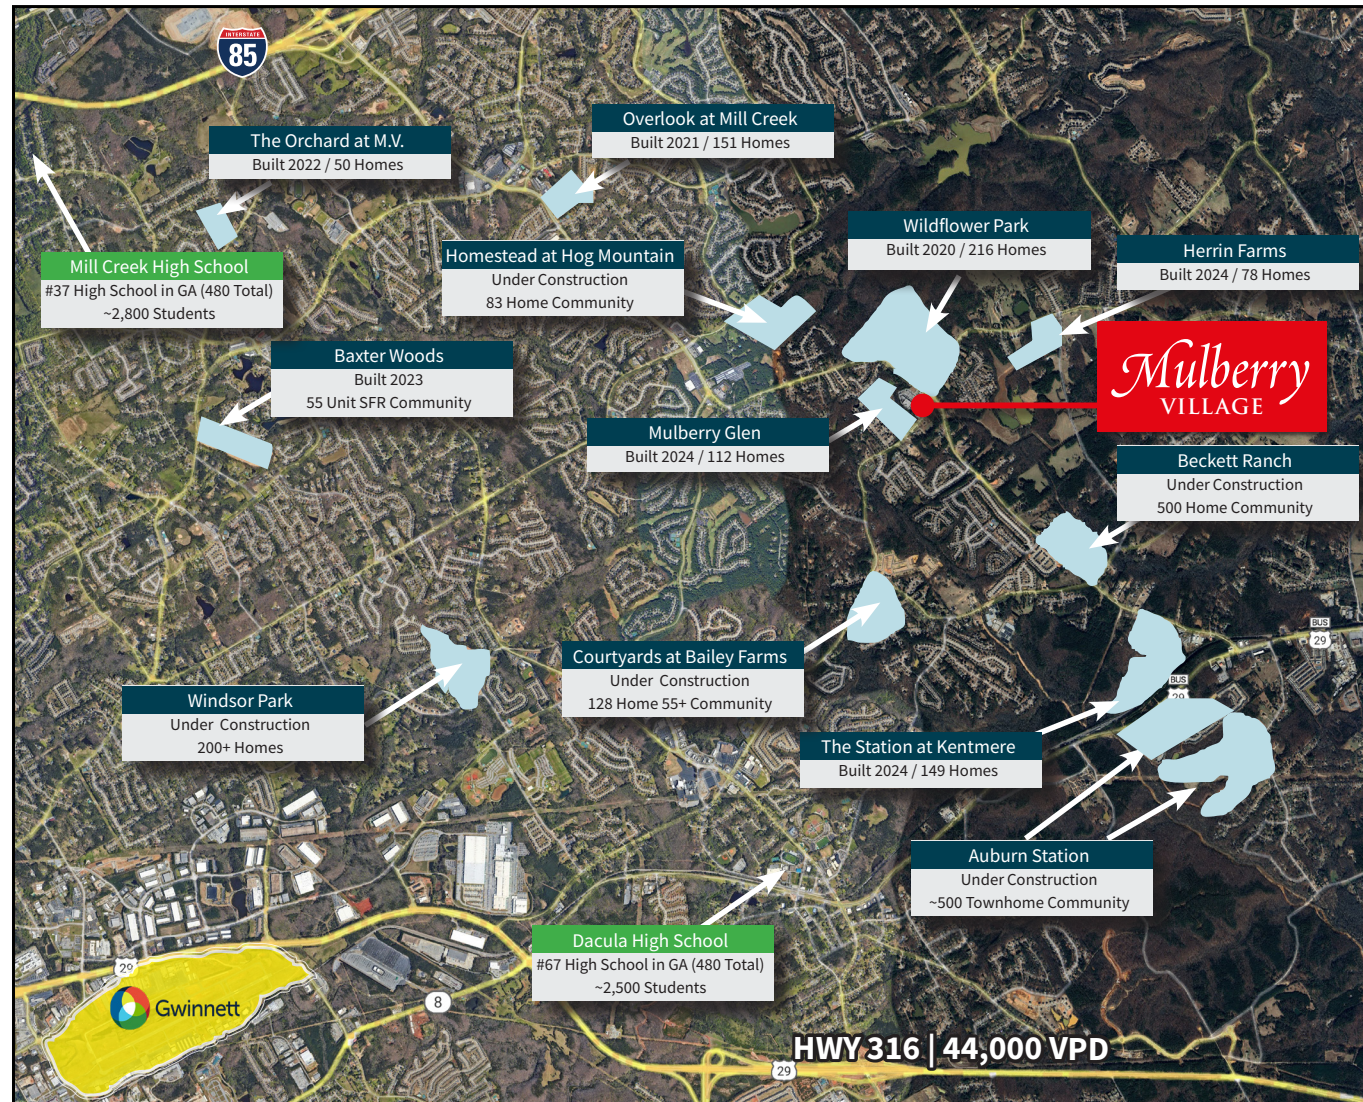 INTERSTATE
85
Overlook at Mill Creek
Built 2021 / 151 Homes
The Orchard at M.V.
Built 2022 / 50 Homes
Wildflower Park
Built 2020 / 216 Homes
Homestead at Hog Mountain
Under Construction
83 Home Community
Herrin Farms
Built 2024 / 78 Homes
Mill Creek High School
#37 High School in GA (480 Total)
~2,800 Students
Mulberry
VILLAGE
Baxter Woods
Built 2023
55 Unit SFR Community
Mulberry Glen
Built 2024 / 112 Homes
Beckett Ranch
Under Construction
500 Home Community
BUS
29
Courtyards at Bailey Farms
Under Construction
128 Home 55+ Community
BUS
29
Windsor Park
Under Construction
200+ Homes
The Station at Kentmere
Built 2024 / 149 Homes
Auburn Station
Under Construction
~500 Townhome Community
Dacula High School
#67 High School in GA (480 Total)
~2,500 Students
29
8
Gwinnett
HWY 316 | 44,000 VPD
29